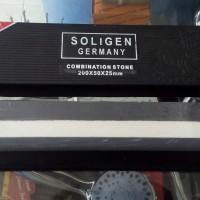 SOLIGEN
GERMANY
COMBINATION STONE
200X50X25mm